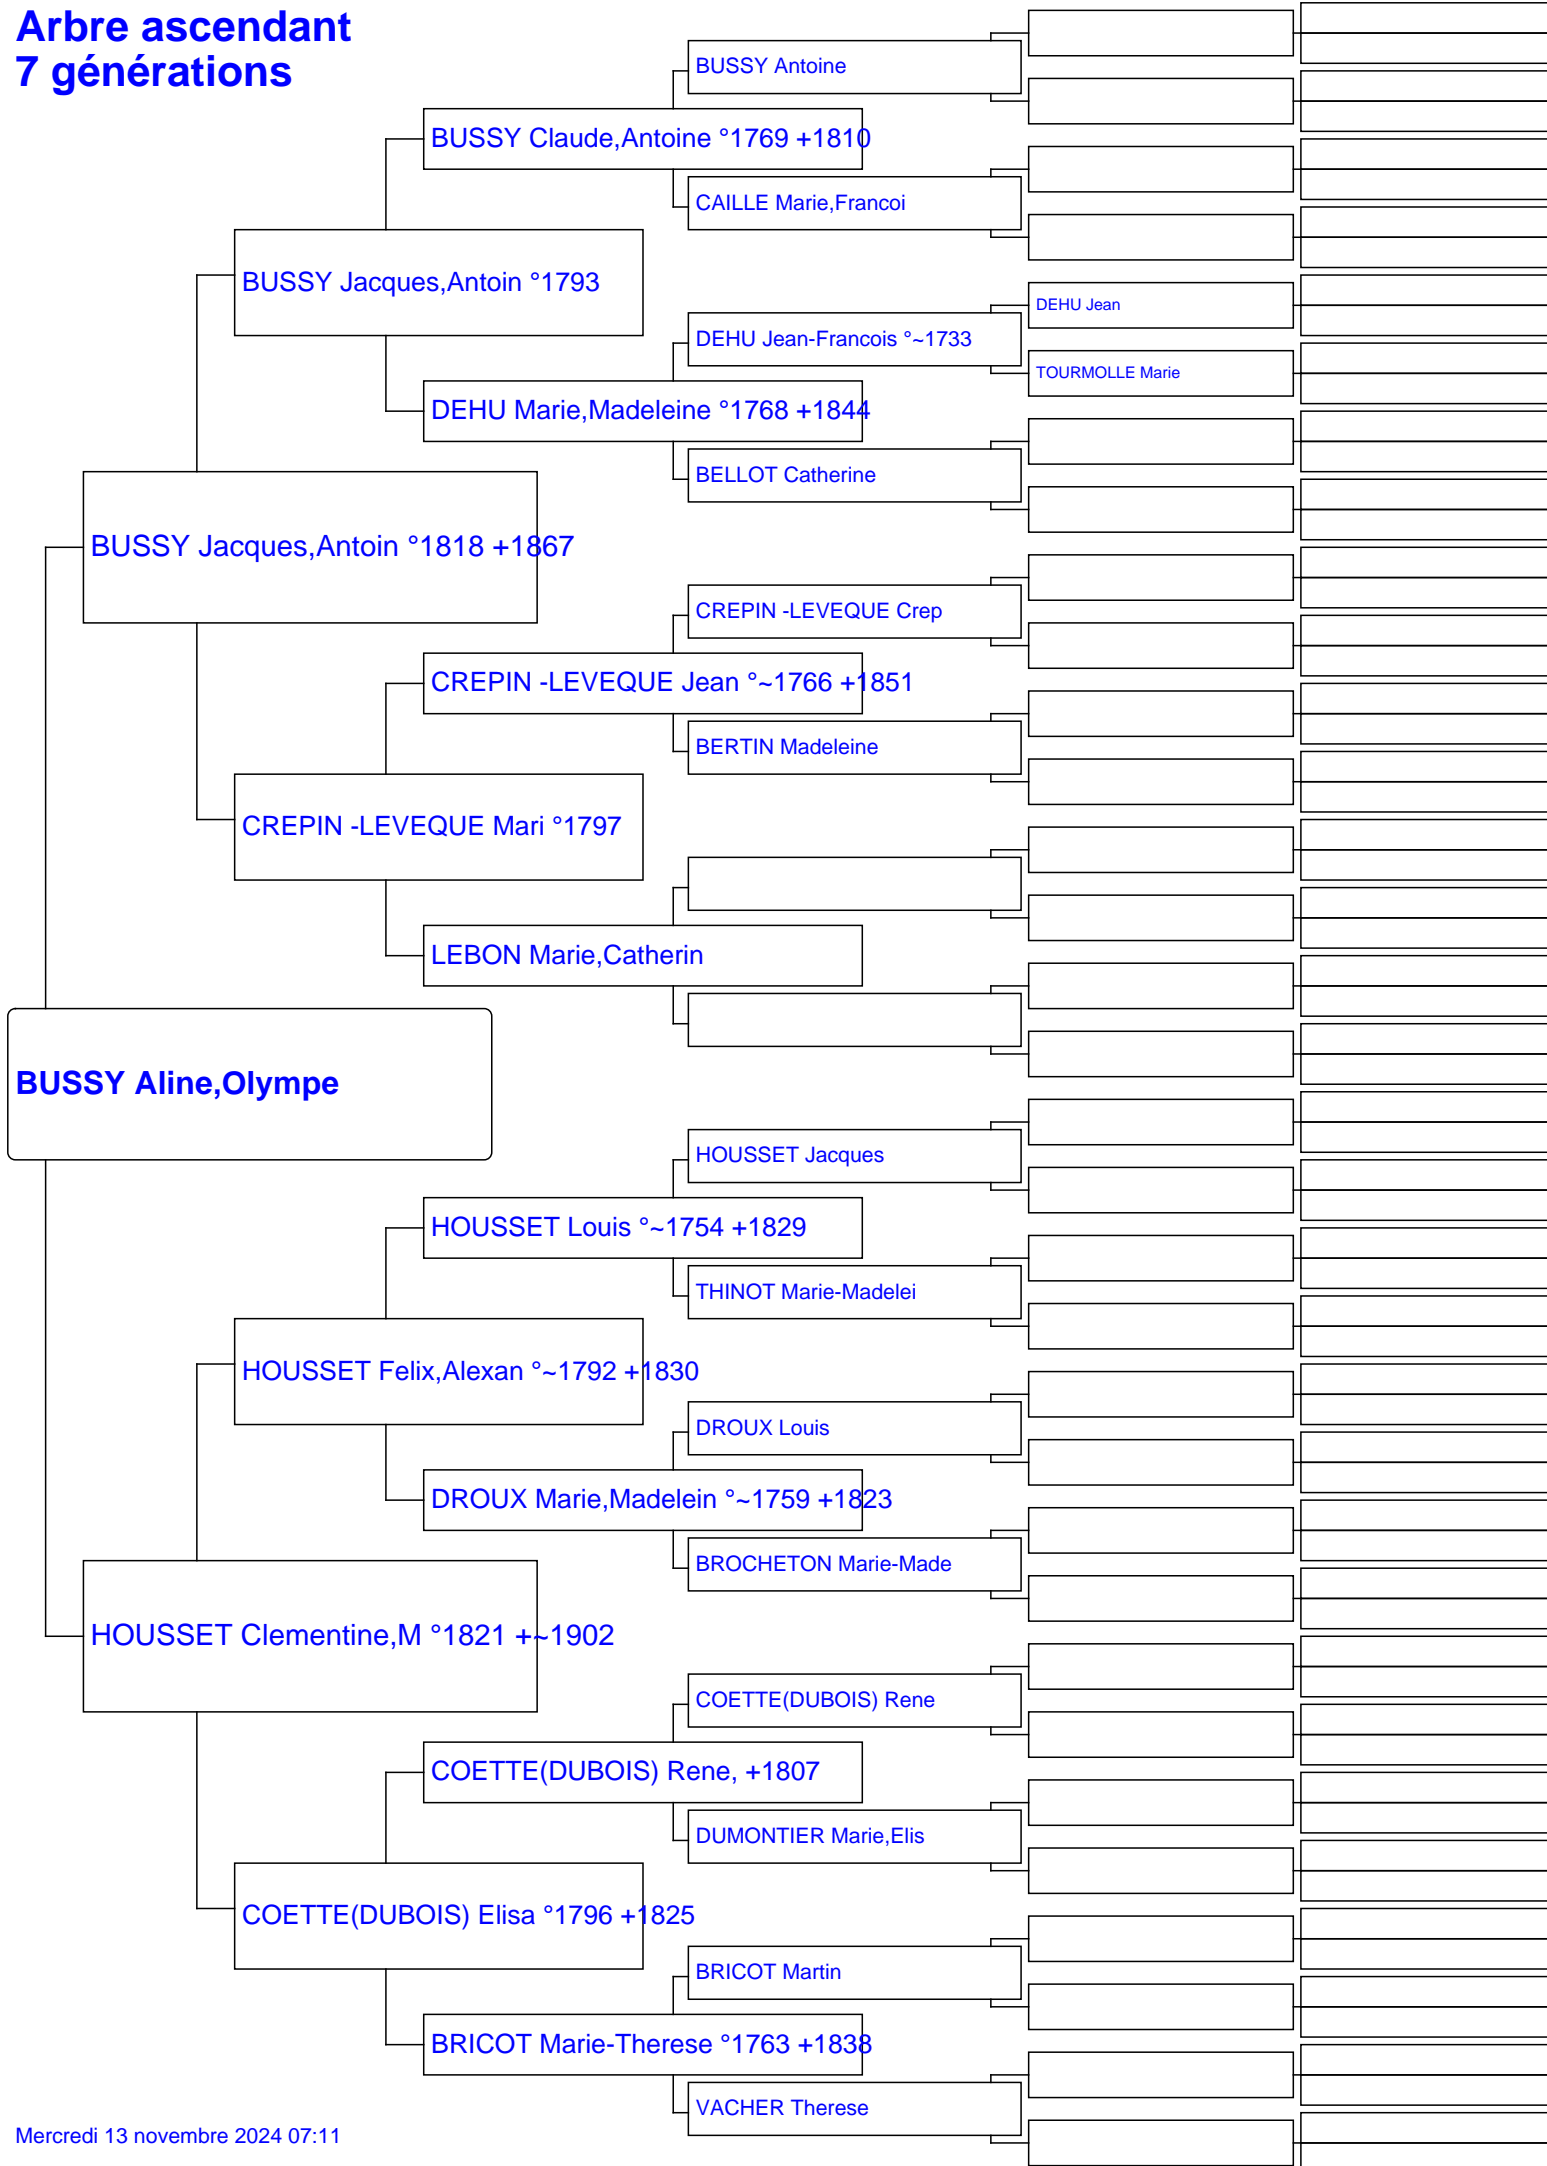 Arbre ascendant
7 générations
BUSSY Antoine
BUSSY Claude,Antoine °1769 +1810
CAILLE Marie,Francoi
BUSSY Jacques,Antoin °1793
DEHU Jean
DEHU Jean-Francois °~1733
TOURMOLLE Marie
DEHU Marie,Madeleine °1768 +1844
BELLOT Catherine
BUSSY Jacques,Antoin °1818 +1867
CREPIN -LEVEQUE Crep
CREPIN -LEVEQUE Jean °~1766 +1851
BERTIN Madeleine
CREPIN -LEVEQUE Mari °1797
LEBON Marie,Catherin
BUSSY Aline,Olympe
HOUSSET Jacques
HOUSSET Louis °~1754 +1829
THINOT Marie-Madelei
HOUSSET Felix,Alexan °~1792 +1830
DROUX Louis
DROUX Marie,Madelein °~1759 +1823
BROCHETON Marie-Made
HOUSSET Clementine,M °1821 +~1902
COETTE(DUBOIS) Rene
COETTE(DUBOIS) Rene, +1807
DUMONTIER Marie,Elis
COETTE(DUBOIS) Elisa °1796 +1825
BRICOT Martin
BRICOT Marie-Therese °1763 +1838
VACHER Therese
Mercredi 13 novembre 2024 07:11